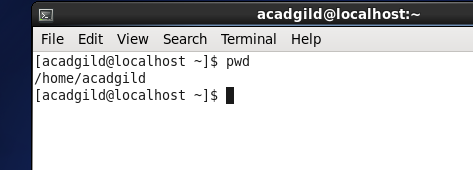 acadgild@localhost:~
File Edit View Search Terminal Help
[acadgild@localhost ~]$ pwd
/home/acadgild
[acadgild@localhost ~]$